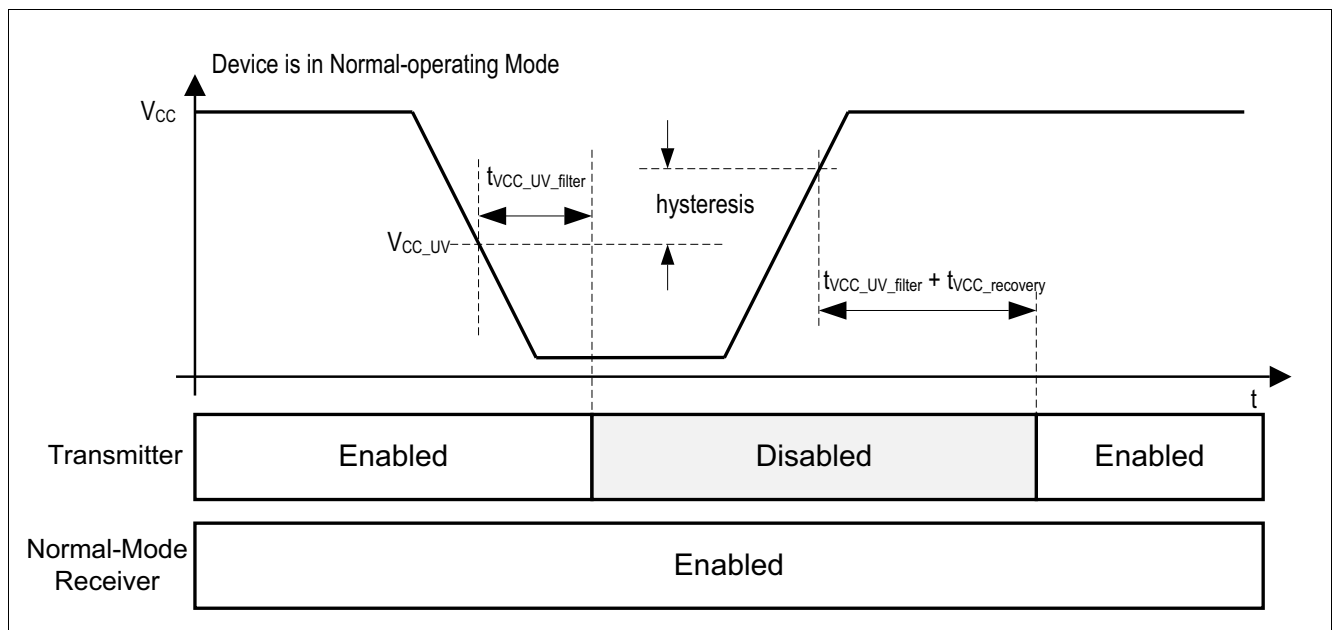 Device is in Normal-operating Mode
VCC
tVCC_UV_filter
hysteresis
VCC_UV
tVCC_UV_filter + tVCC_recovery
t
Transmitter
Enabled
Disabled
Enabled
Normal-Mode
Receiver
Enabled